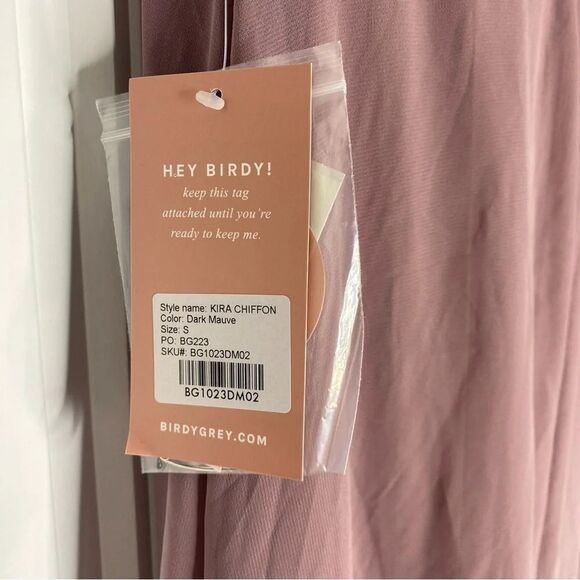 HEY BIRDY!
keep this tag
attached until you're
ready to keep me.
Style name: KIRA CHIFFON
Color: Dark Mauve
Size: S
PO: BG223
SKU#: BG1023DM02
BG1023DM02
BIRDYGREY.COM